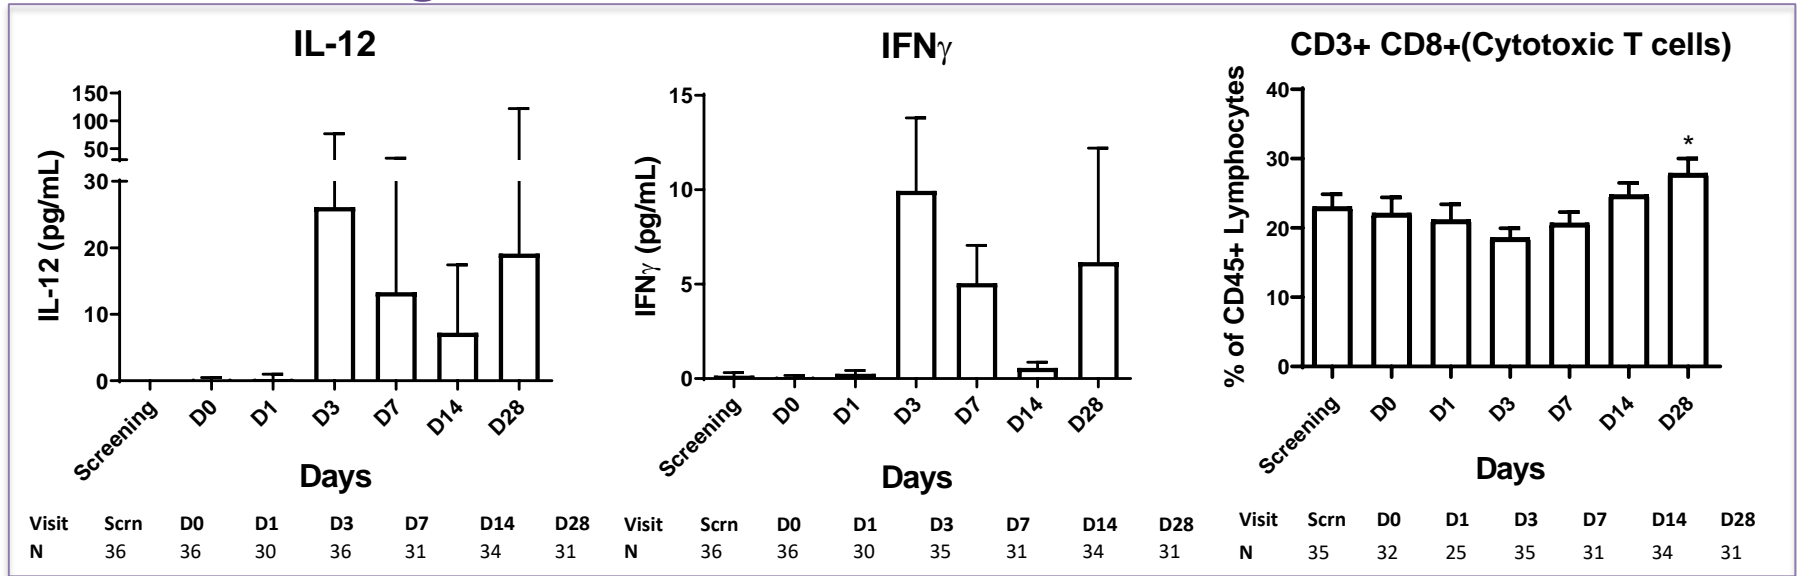 IL-12
IL-12 (pg/mL)
150
100
50
30
20
10
0
Screening D0 D1 D3 D7 D14 D28
Days
Visit Scrn D0 D1 D3 D7 D14 D28
N 36 36 30 36 31 34 31
IFNγ
IFNγ (pg/mL)
15
10
5
0
Screening D0 D1 D3 D7 D14 D28
Days
Visit Scrn D0 D1 D3 D7 D14 D28
N 36 36 30 35 31 34 31
CD3+ CD8+(Cytotoxic T cells)
% of CD45+ Lymphocytes
40
30
20
10
0
*
Screening D0 D1 D3 D7 D14 D28
Days
Visit Scrn D0 D1 D3 D7 D14 D28
N 35 32 25 35 31 34 31